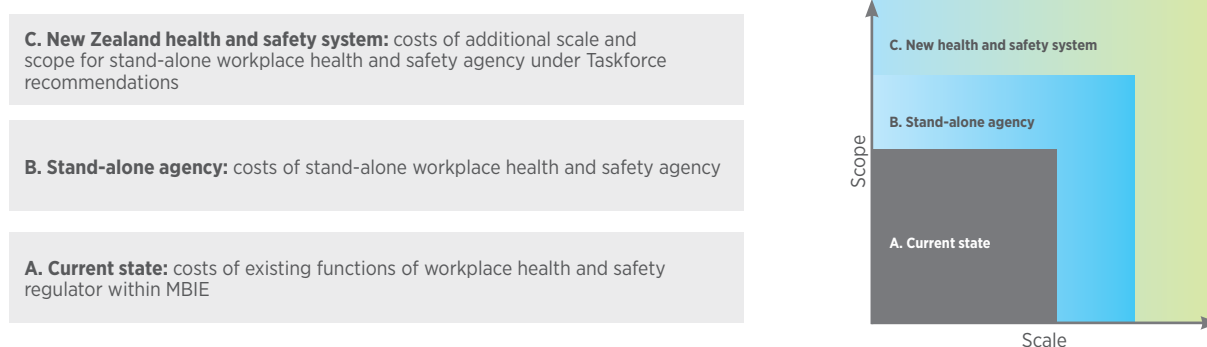 C. New Zealand health and safety system: costs of additional scale and
scope for stand-alone workplace health and safety agency under Taskforce
recommendations
B. Stand-alone agency: costs of stand-alone workplace health and safety agency
A. Current state: costs of existing functions of workplace health and safety
regulator within MBIE
C. New health and safety system
B. Stand-alone agency
A. Current state
Scope
Scale